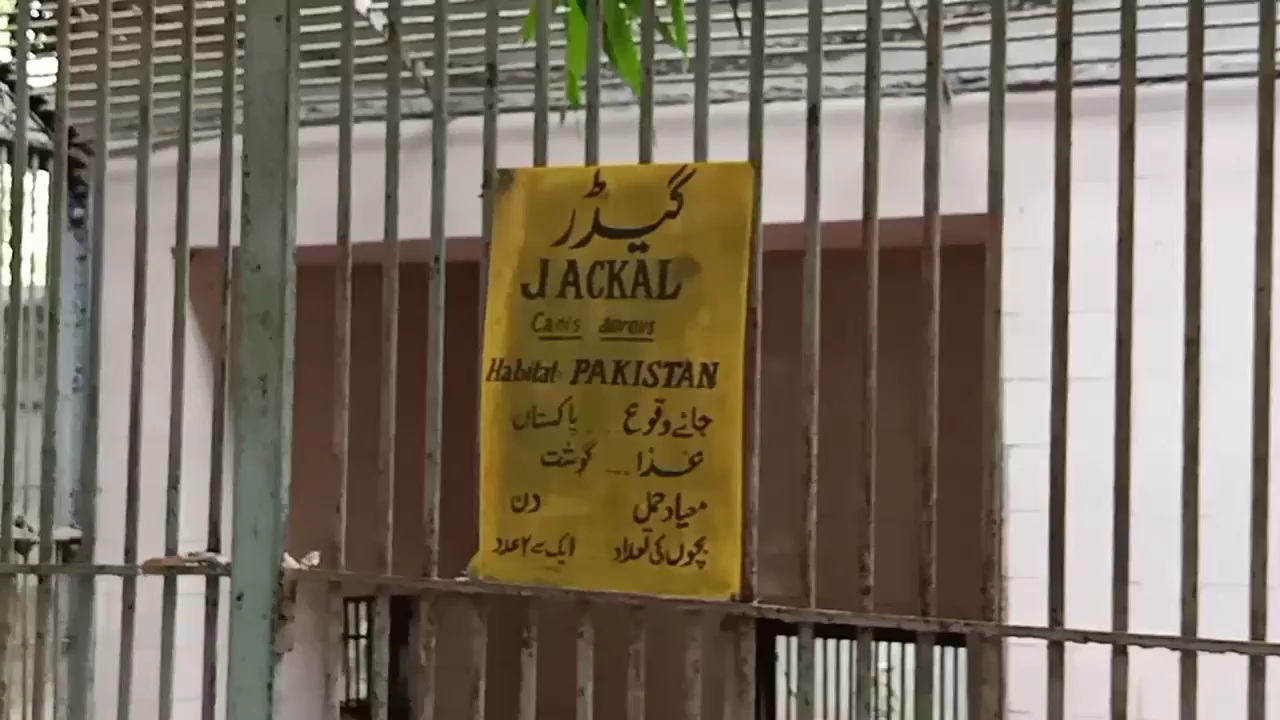 گیدڑ
JACKAL
Canis aureus
Habitat: PAKISTAN
جائے وقوع ... پاکستان
غذا ... گوشت
معیاد حمل دن
بچوں کی تعداد ایک سے ۲ عدد